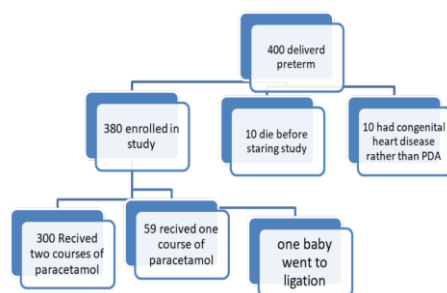 400 deliverd
preterm
380 enrolled in
study
10 die before
staring study
10 had congenital
heart disease
rather than PDA
300 Recived
two courses of
paracetamol
59 recived one
course of
paracetamol
one baby
went to
ligation